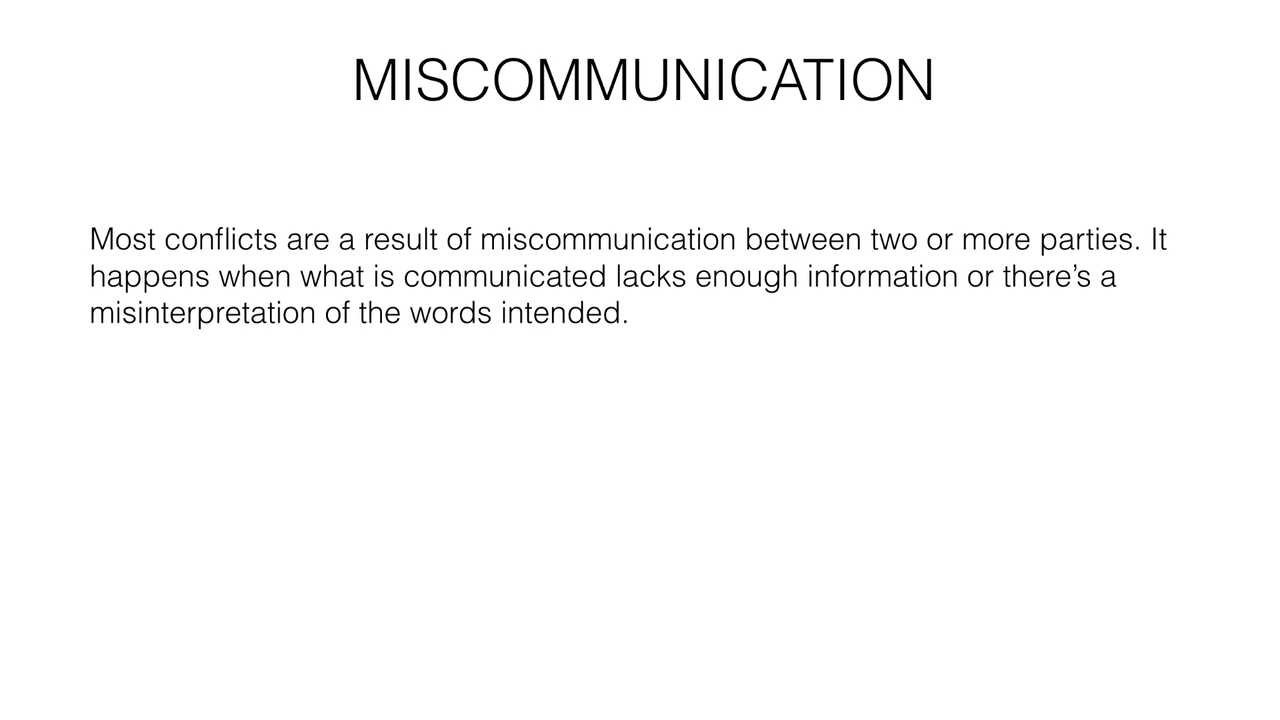 MISCOMMUNICATION
Most conflicts are a result of miscommunication between two or more parties. It
happens when what is communicated lacks enough information or there’s a
misinterpretation of the words intended.